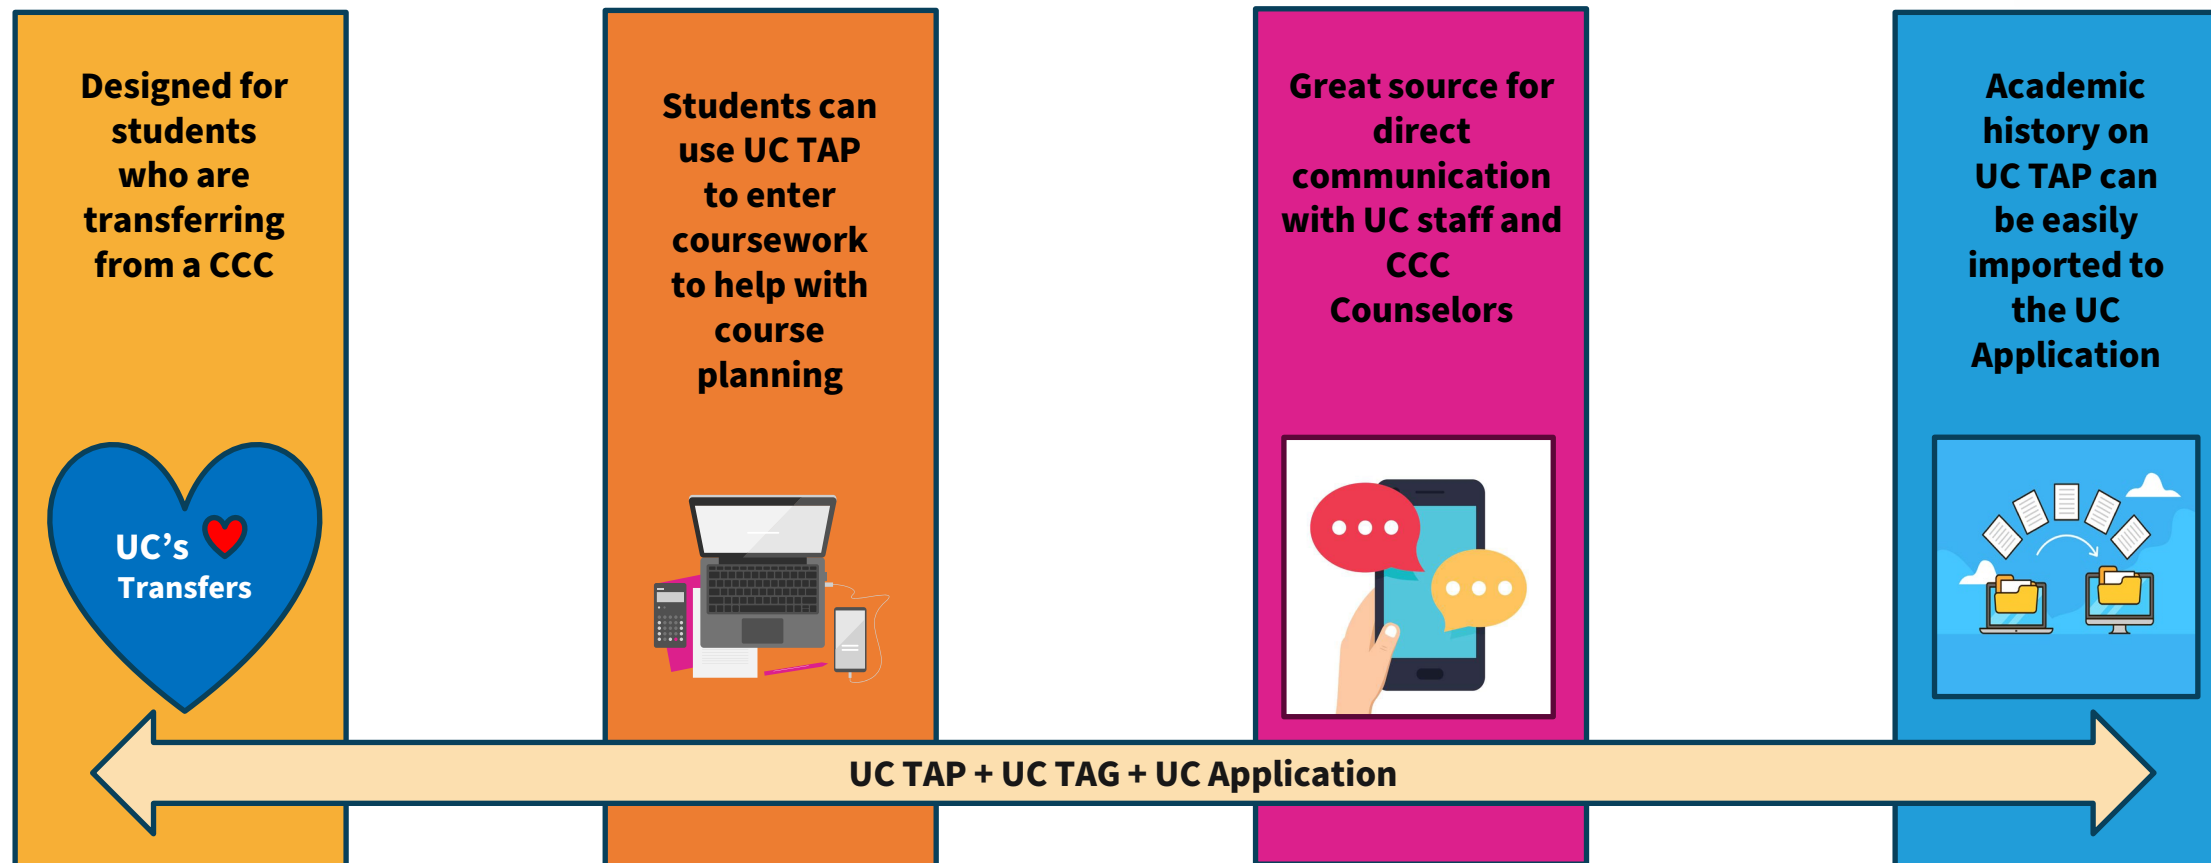 Designed for
students
who are
transferring
from a CCC
UC's
Transfers
Students can
use UC TAP
to enter
coursework
to help with
course
planning
Great source for
direct
communication
with UC staff and
CCC
Counselors
Academic
history on
UC TAP can
be easily
imported to
the UC
Application
UC TAP + UC TAG + UC Application